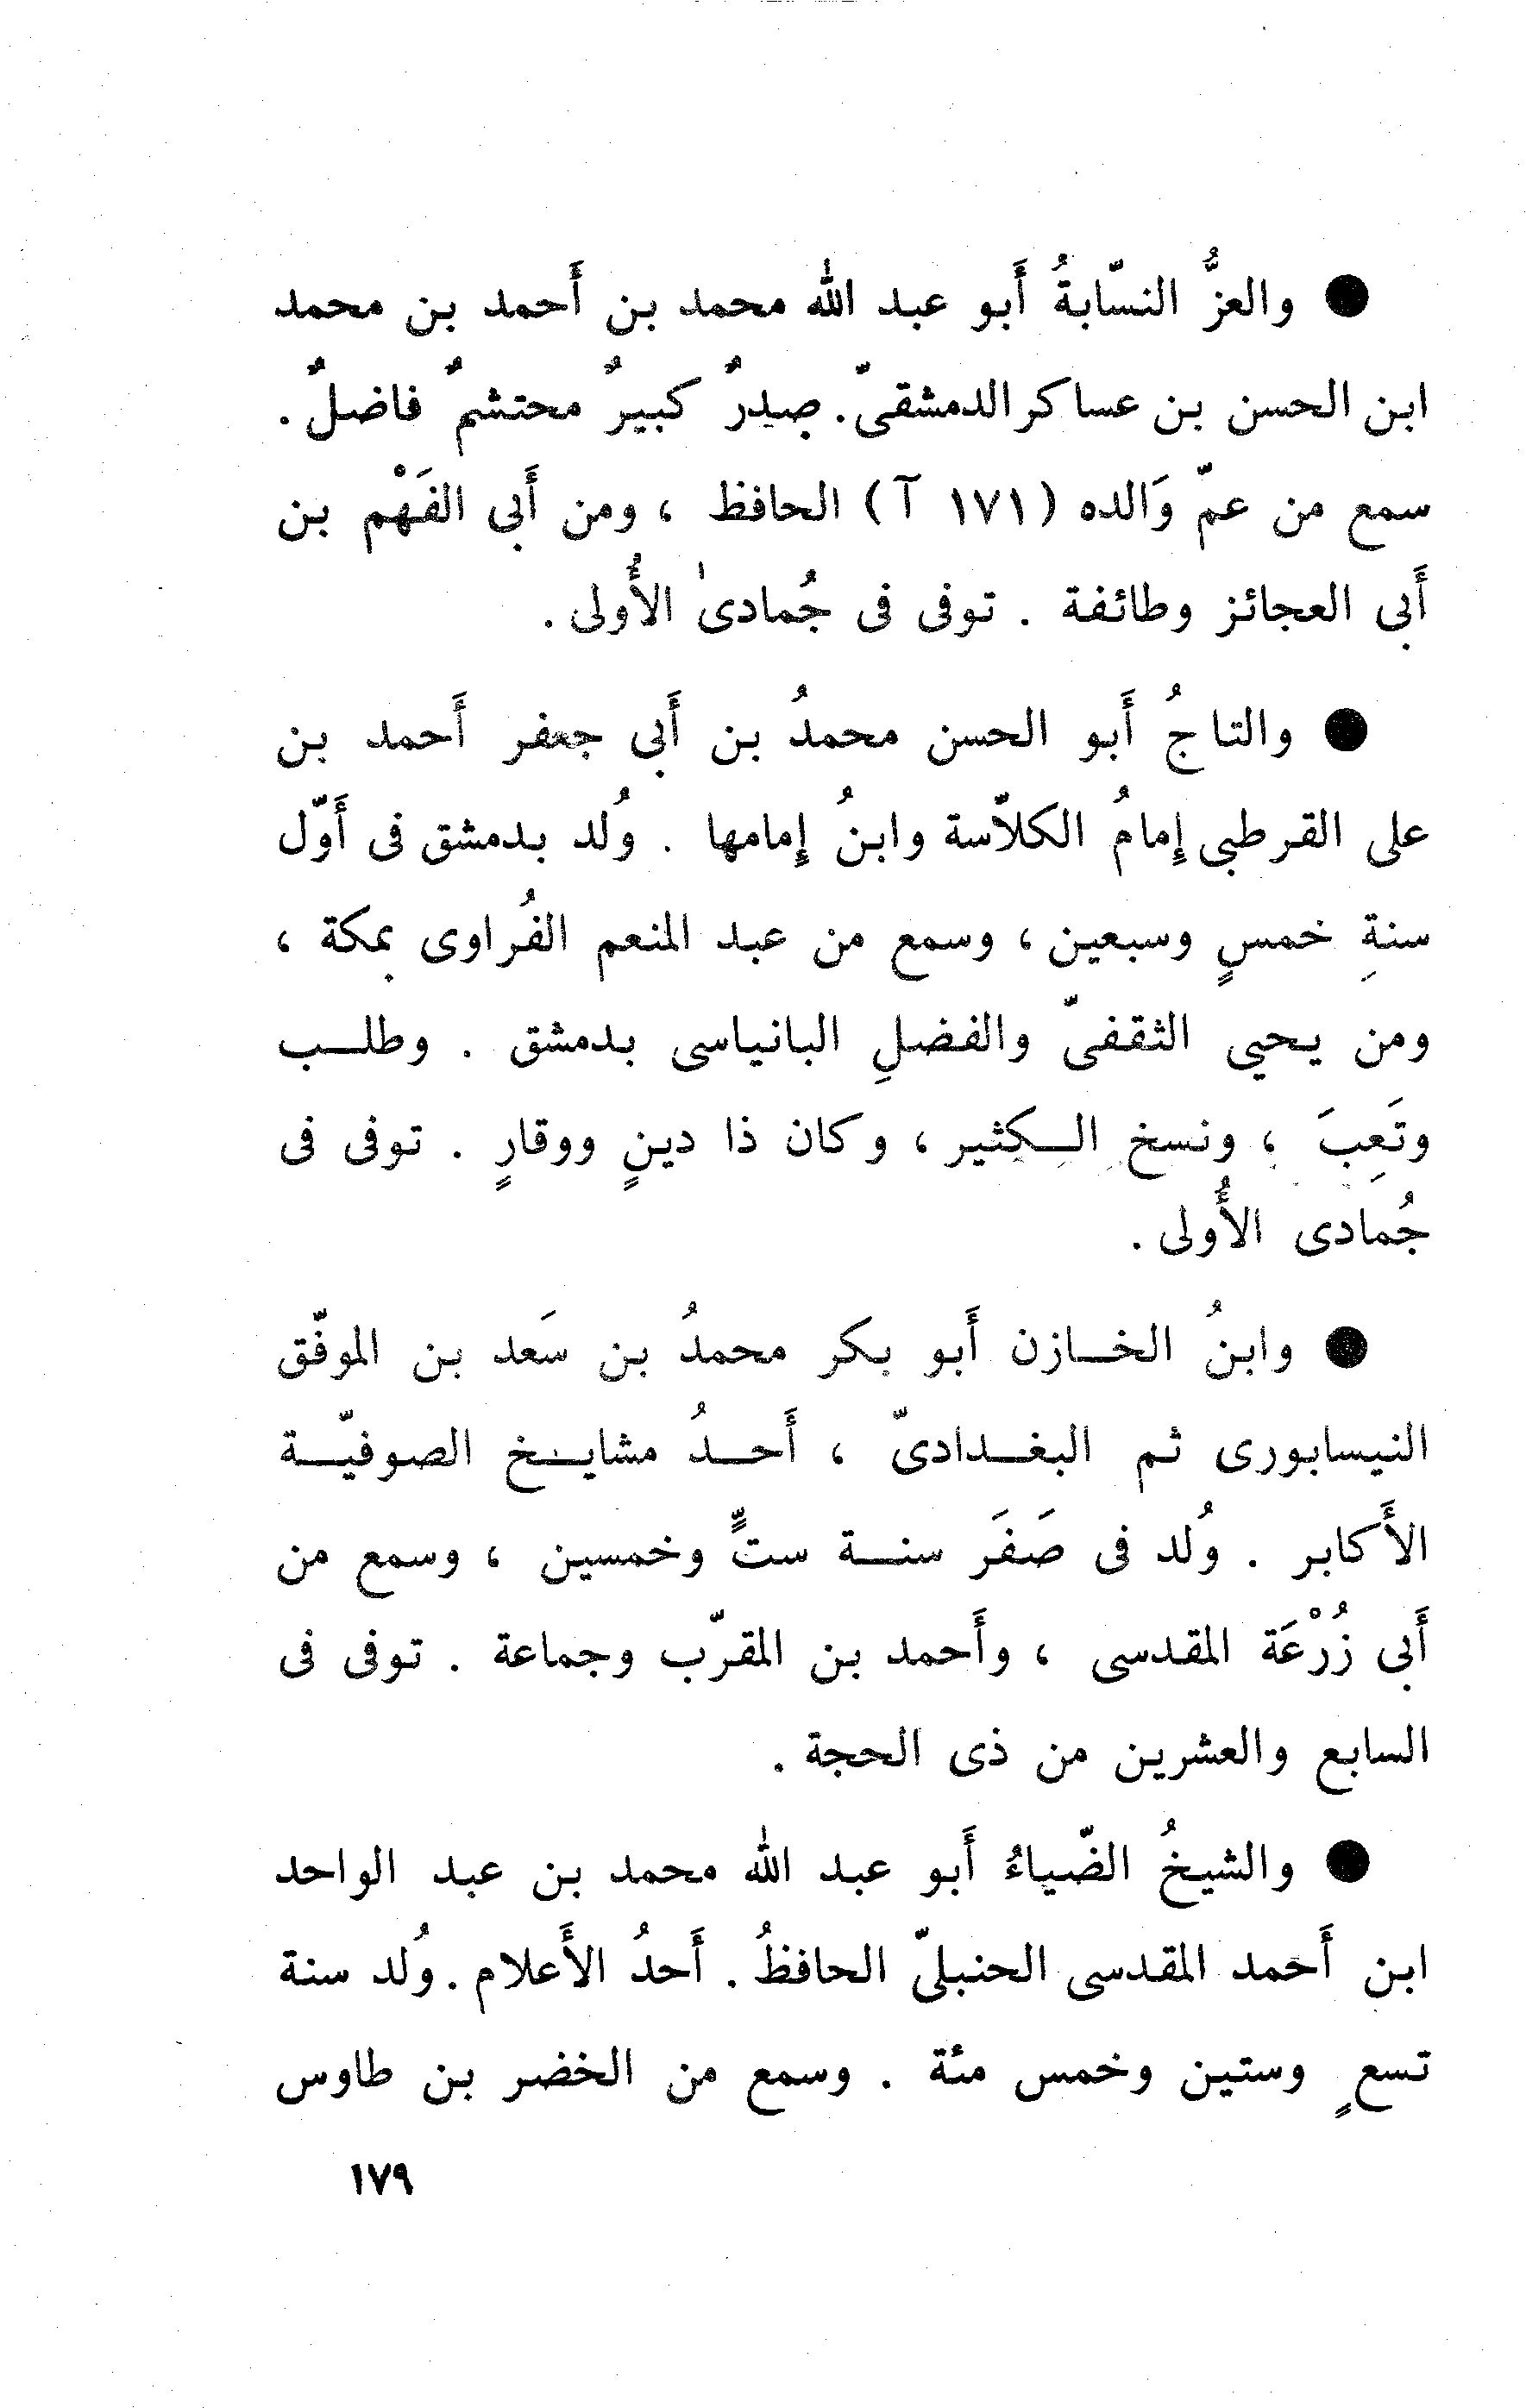 ● والعزُّ النسّابةُ أَبو عبد الله محمد بن أَحمد بن محمد
ابن الحسن بن عساكر الدمشقىّ. صدرٌ كبيرٌ محتشمٌ فاضلٌ.
سمع من عمّ وَالده (١٧١ آ) الحافظ ، ومن أَبي الفَهْم بن
أَبى العجائز وطائفة . توفى فى جُمادىٰ الأُولى .
● والتاجُ أَبو الحسن محمدُ بن أَبي جعفر أَحمد بن
على القرطبى إِمامُ الكلاّسة وابنُ إِمامها . وُلد بدمشق فى أَوّل
سنةِ خمسٍ وسبعين ، وسمع من عبد المنعم الفُراوى بمكة ،
ومن يحيى الثقفىّ والفضلِ البانياسى بدمشق . وطلب
وتَعِبَ ، ونسخ الكثير ، وكان ذا دينٍ ووقارٍ . توفى فى
جُمادى الأُولى .
● وابنُ الخازن أَبو بكر محمدُ بن سَعد بن الموفّق
النيسابورى ثم البغدادىّ ، أَحدُ مشايخ الصوفيّة
الأَكابر . وُلد فى صَفَر سنة ستٍّ وخمسين ، وسمع من
أَبى زُرْعَة المقدسى ، وأَحمد بن المقرّب وجماعة . توفى فى
السابع والعشرين من ذى الحجة .
● والشيخُ الضّياءُ أَبو عبد الله محمد بن عبد الواحد
ابن أَحمد المقدسى الحنبلىّ الحافظُ . أَحدُ الأَعلام . وُلد سنة
تسعٍ وستين وخمس مئة . وسمع من الخضر بن طاوس
١٧٩